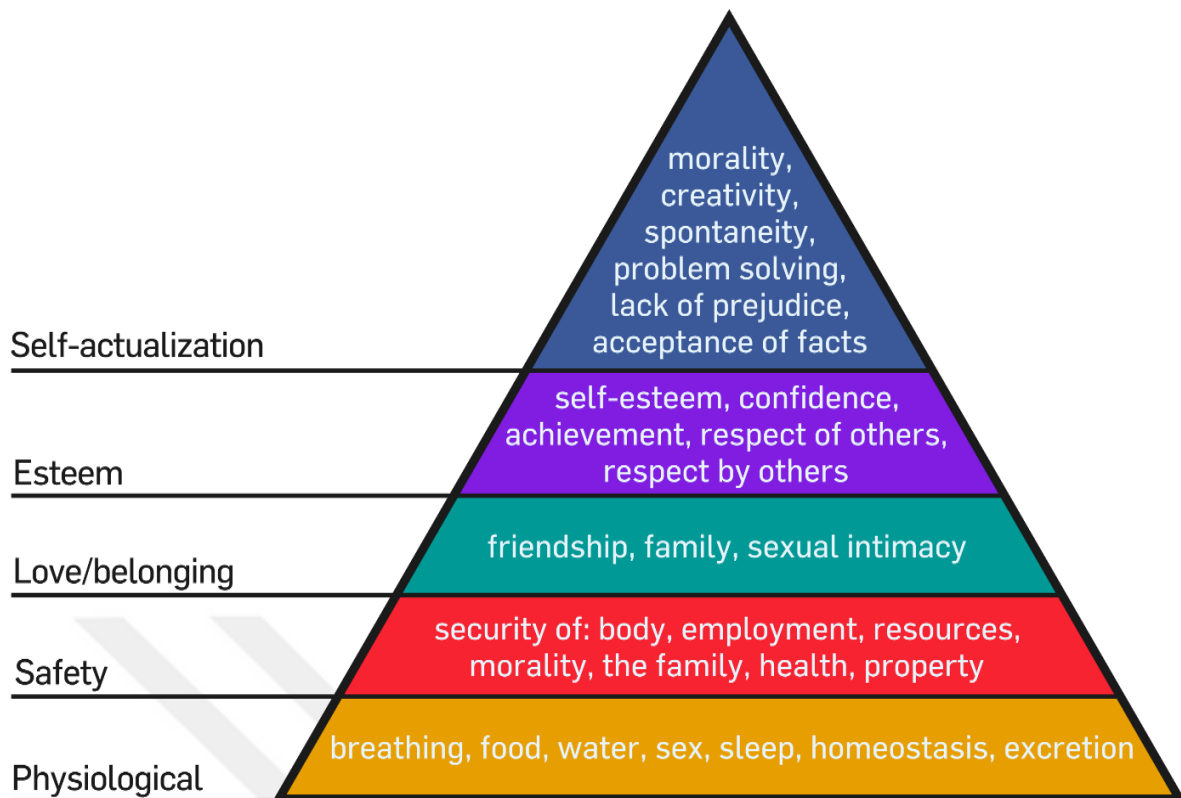 morality,
creativity,
spontaneity,
problem solving,
lack of prejudice,
acceptance of facts
Self-actualization
self-esteem, confidence,
achievement, respect of others,
respect by others
Esteem
friendship, family, sexual intimacy
Love/belonging
security of: body, employment, resources,
morality, the family, health, property
Safety
breathing, food, water, sex, sleep, homeostasis, excretion
Physiological